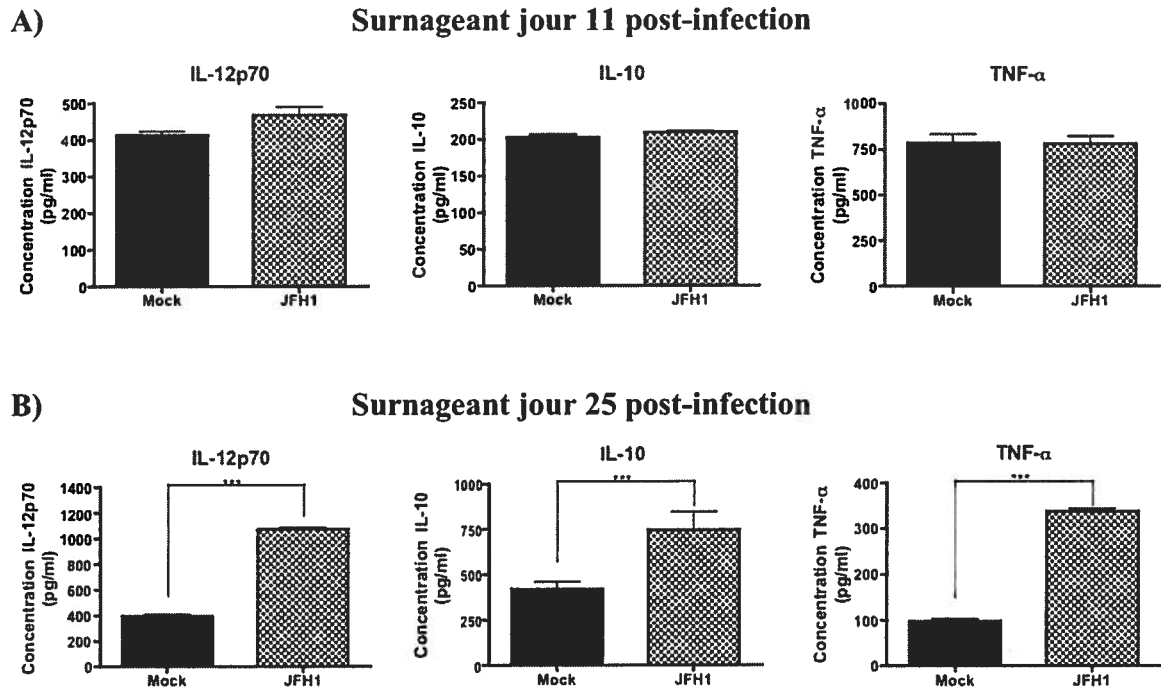 A) Surnageant jour 11 post-infection
IL-12p70
Concentration IL-12p70
(pg/ml)
500
400
300
200
100
0
Mock JFH1
IL-10
Concentration IL-10
(pg/ml)
250
200
150
100
50
0
Mock JFH1
TNF-α
Concentration TNF-α
(pg/ml)
1000
750
500
250
0
Mock JFH1
B) Surnageant jour 25 post-infection
IL-12p70
Concentration IL-12p70
(pg/ml)
1400
1200
1000
800
600
400
200
0
***
Mock JFH1
IL-10
Concentration IL-10
(pg/ml)
1000
750
500
250
0
***
Mock JFH1
TNF-α
Concentration TNF-α
(pg/ml)
400
300
200
100
0
***
Mock JFH1